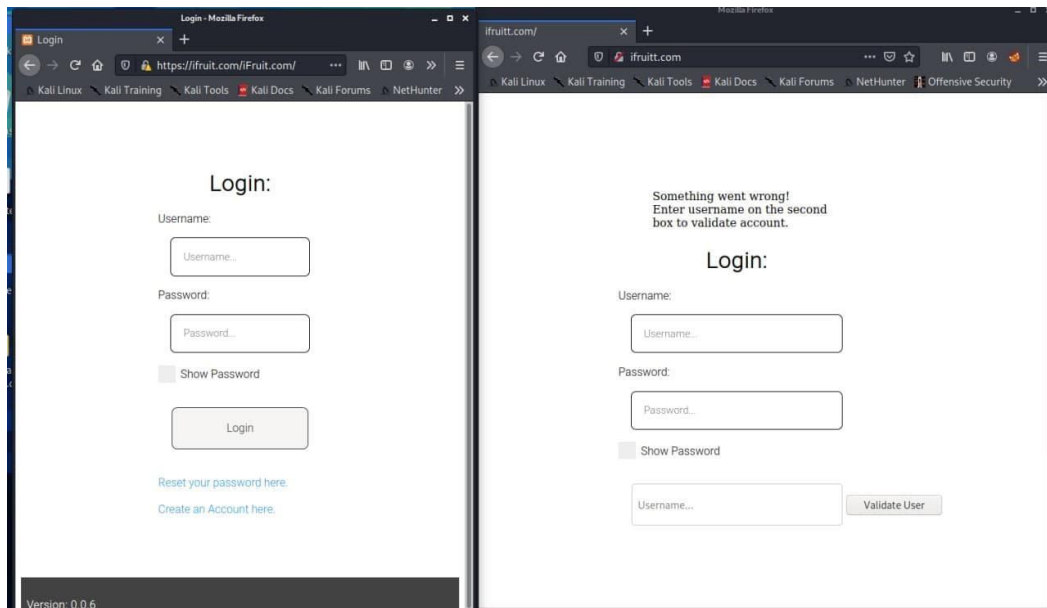 Login - Mozilla Firefox
Login
https://ifruit.com/iFruit.com/
Kali Linux Kali Training Kali Tools Kali Docs Kali Forums NetHunter
Login:
Username:
Username...
Password:
Password...
Show Password
Login
Reset your password here.
Create an Account here.
Version: 0.0.6
Mozilla Firefox
ifruitt.com/
ifruitt.com
Kali Linux Kali Training Kali Tools Kali Docs Kali Forums NetHunter Offensive Security
Something went wrong!
Enter username on the second
box to validate account.
Login:
Username:
Username...
Password:
Password...
Show Password
Username...
Validate User